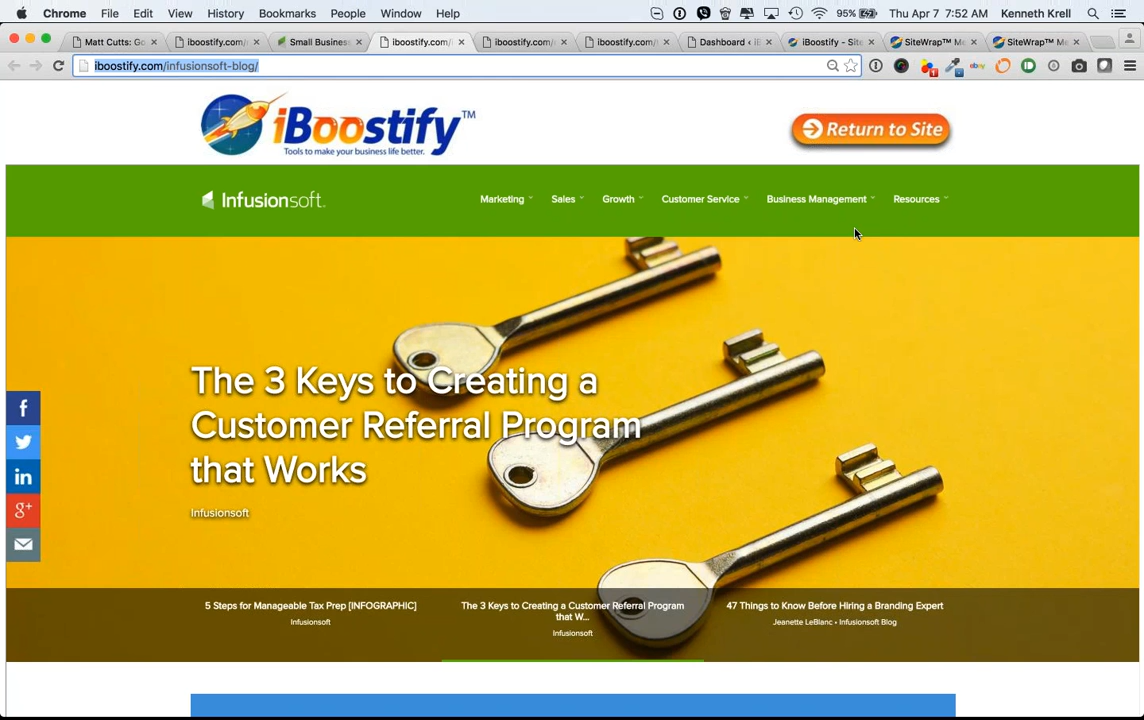 Chrome File Edit View History Bookmarks People Window Help 95% Thu Apr 7 7:52 AM Kenneth Krell
Matt Cutts: Go iboostify.com/ Small Business iboostify.com/i iboostify.com/ iboostify.com/ Dashboard ‹ iB iBoostify - Site SiteWrap™ Me SiteWrap™ Me
iboostify.com/infusionsoft-blog/
iBoostify™
Tools to make your business life better.
Return to Site
Infusionsoft
Marketing Sales Growth Customer Service Business Management Resources
The 3 Keys to Creating a
Customer Referral Program
that Works
Infusionsoft
5 Steps for Manageable Tax Prep [INFOGRAPHIC]
Infusionsoft
The 3 Keys to Creating a Customer Referral Program
that W...
Infusionsoft
47 Things to Know Before Hiring a Branding Expert
Jeanette LeBlanc • Infusionsoft Blog